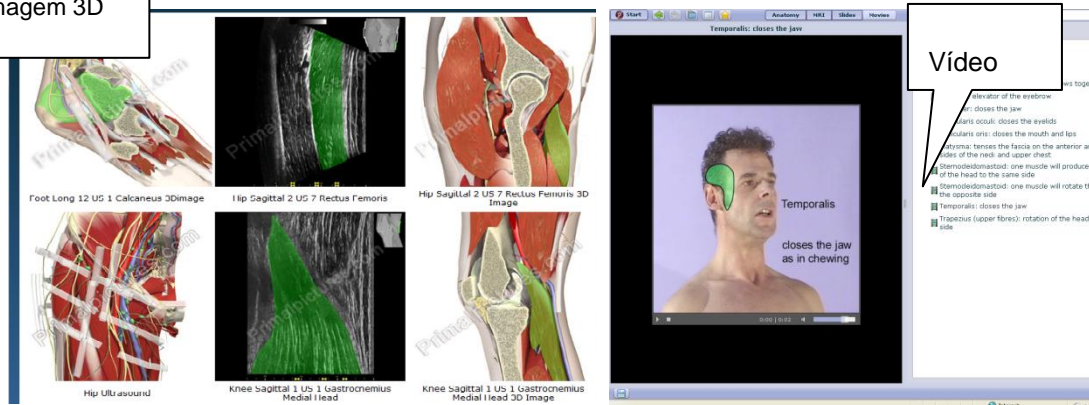 magem 3D
Primalpictures.com
Foot Long 12 US 1 Calcaneus 3Dimage
Hip Sagittal 2 US 7 Rectus Femoris
Hip Sagittal 2 US 7 Rectus Femoris 3D
Image
Hip Ultrasound
Knee Sagittal 1 US 1 Gastrocnemius
Medial Head
Knee Sagittal 1 US 1 Gastrocnemius
Medial Head 3D Image
Start
Anatomy
MRI
Slides
Movies
Temporalis: closes the jaw
Temporalis
closes the jaw
as in chewing
0:00 | 0:02
Vídeo
elevator of the eyebrow
closes the jaw
occuli: closes the eyelids
oris: closes the mouth and lips
atysma: tenses the fascia on the anterior
sides of the neck and upper chest
Sternocleidomastoid: one muscle will produce
of the head to the same side
Sternocleidomastoid: one muscle will rotate
the opposite side
Temporalis: closes the jaw
Trapezius (upper fibres): rotation of the head
side